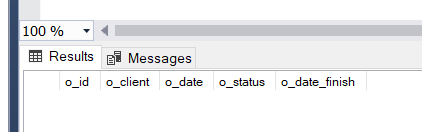 100 %
Results Messages
o_id o_client o_date o_status o_date_finish